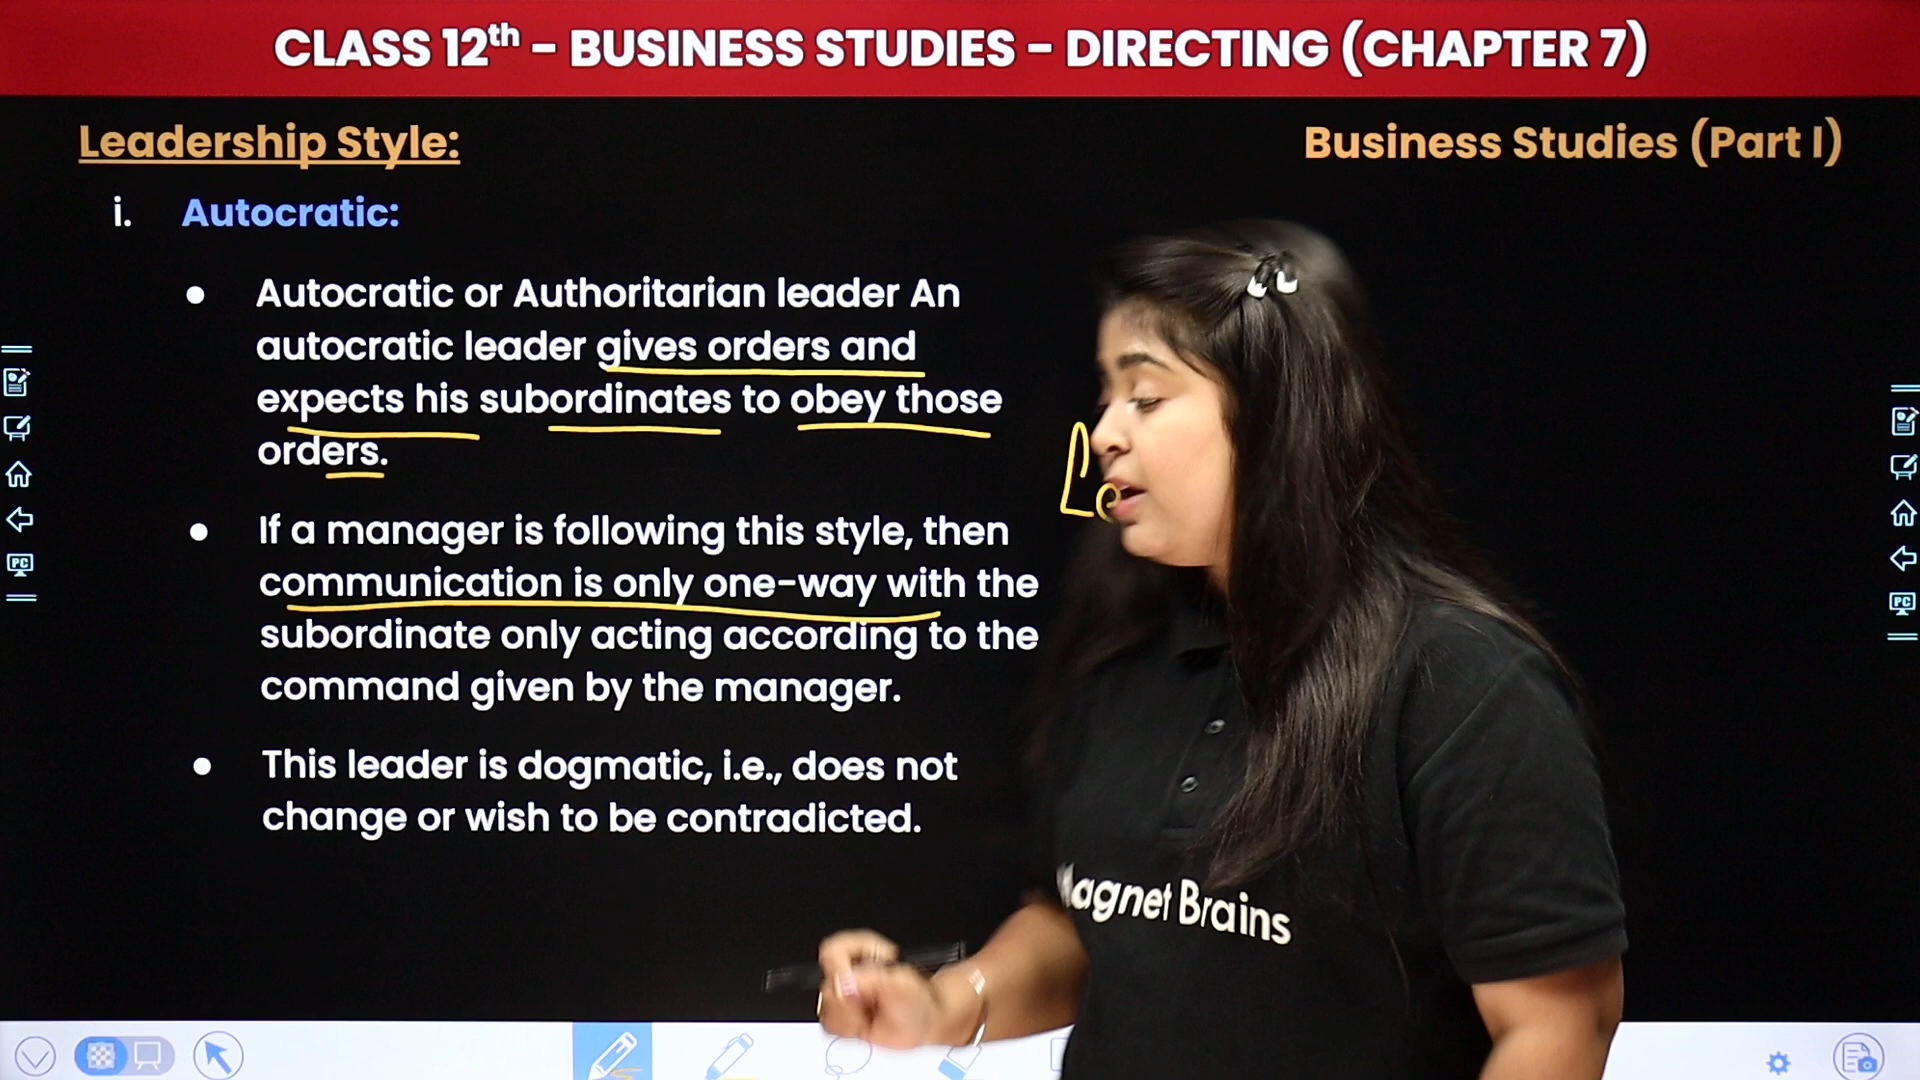 CLASS 12th - BUSINESS STUDIES - DIRECTING (CHAPTER 7)
Leadership Style:
Business Studies (Part I)
i. Autocratic:
● Autocratic or Authoritarian leader An
autocratic leader gives orders and
expects his subordinates to obey those
orders.
● If a manager is following this style, then
communication is only one-way with the
subordinate only acting according to the
command given by the manager.
● This leader is dogmatic, i.e., does not
change or wish to be contradicted.
Magnet Brains
PC
PC